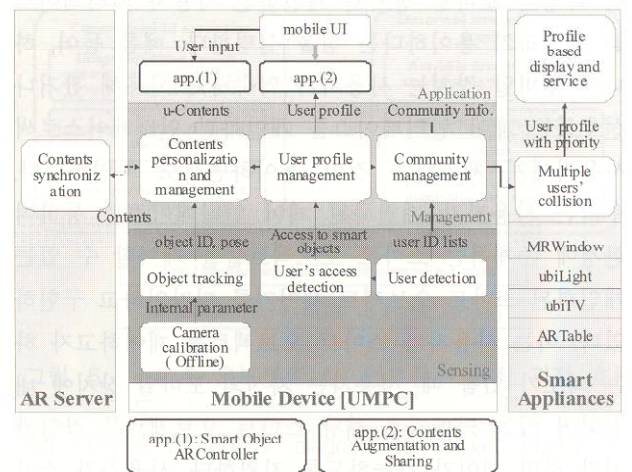 mobile UI
User input
app.(1)
app.(2)
Application
u-Contents
User profile
Community info.
Profile
based
display and
service
User profile
with priority
Contents
synchroniz
ation
Contents
personalizatio
n and
management
User profile
management
Community
management
Multiple
users'
collision
Contents
Management
object ID, pose
Access to smart
objects
user ID lists
Object tracking
User's access
detection
User detection
Internal parameter
Camera
calibration
( Offline)
Sensing
MRWindow
ubiLight
ubiTV
ARTable
AR Server
Mobile Device [UMPC]
Smart
Appliances
app.(1): Smart Object
ARController
app.(2): Contents
Augmentation and
Sharing